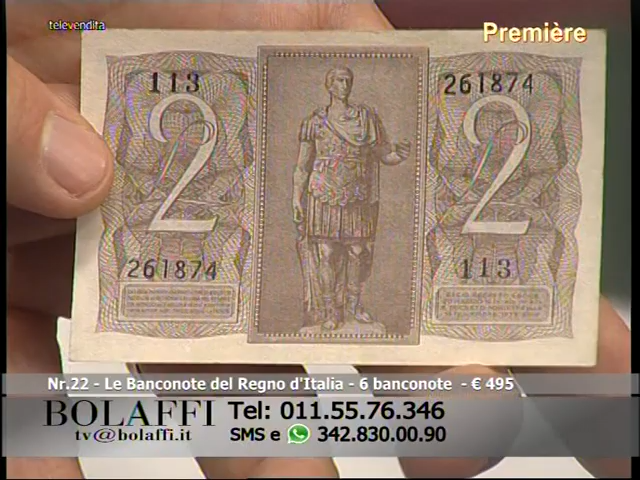 televendita
Première
113
261874
2
2
261874
113
Nr.22 - Le Banconote del Regno d'Italia - 6 banconote - € 495
BOLAFFI
Tel: 011.55.76.346
tv@bolaffi.it
SMS e 342.830.00.90